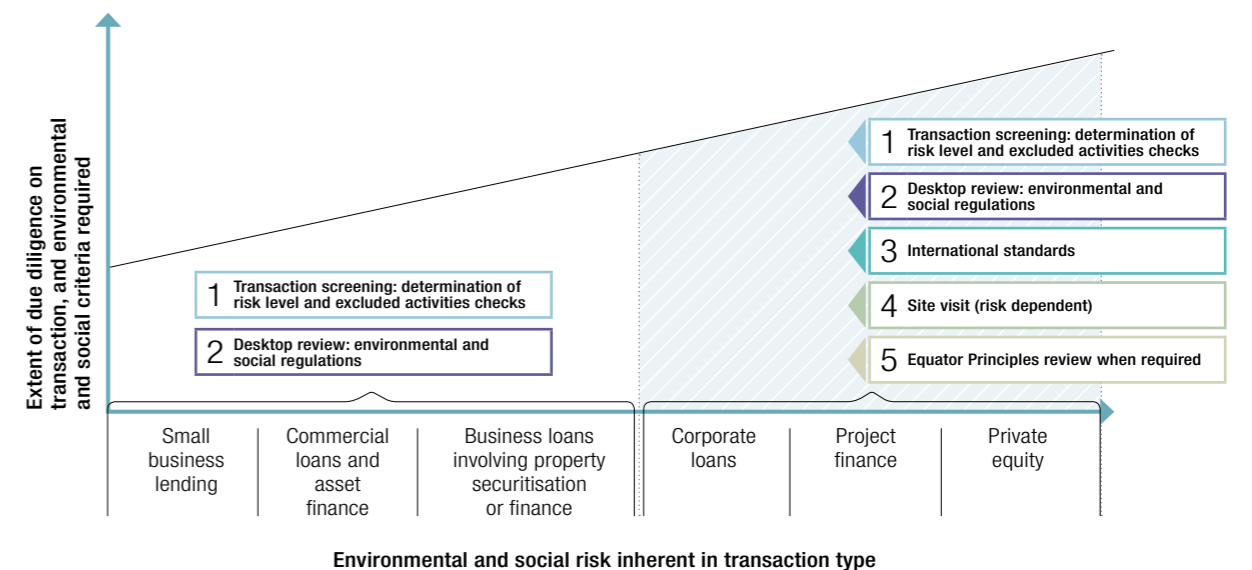 Extent of due diligence on
transaction, and environmental
and social criteria required
1 Transaction screening: determination of
risk level and excluded activities checks
2 Desktop review: environmental and
social regulations
1 Transaction screening: determination of
risk level and excluded activities checks
2 Desktop review: environmental and
social regulations
3 International standards
4 Site visit (risk dependent)
5 Equator Principles review when required
Small
business
lending
Commercial
loans and
asset
finance
Business loans
involving property
securitisation
or finance
Corporate
loans
Project
finance
Private
equity
Environmental and social risk inherent in transaction type